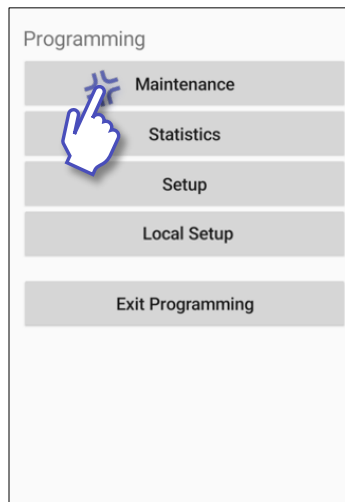 Programming
Maintenance
Statistics
Setup
Local Setup
Exit Programming